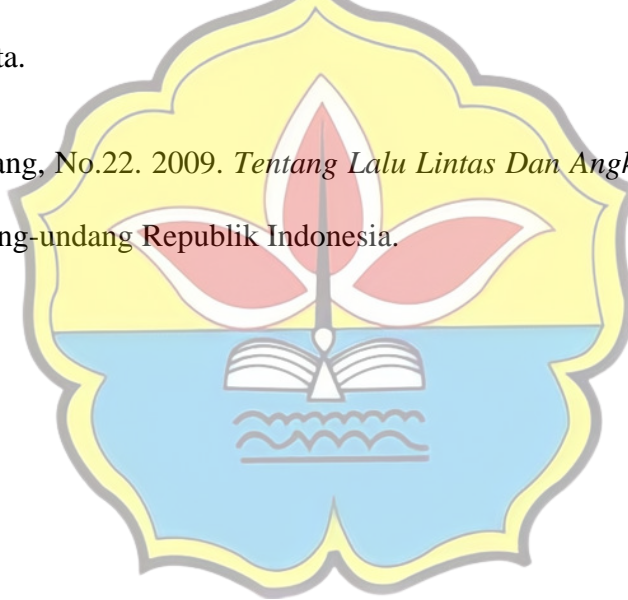 ta.
ang, No.22. 2009. Tentang Lalu Lintas Dan Angk
ng-undang Republik Indonesia.